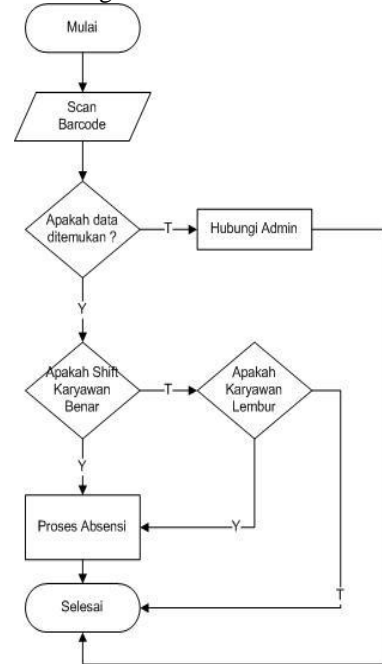 Mulai
Scan
Barcode
Apakah data
ditemukan ?
T
Hubungi Admin
Y
Apakah Shift
Karyawan
Benar
T
Apakah
Karyawan
Lembur
Y
Proses Absensi
Y
Selesai
T